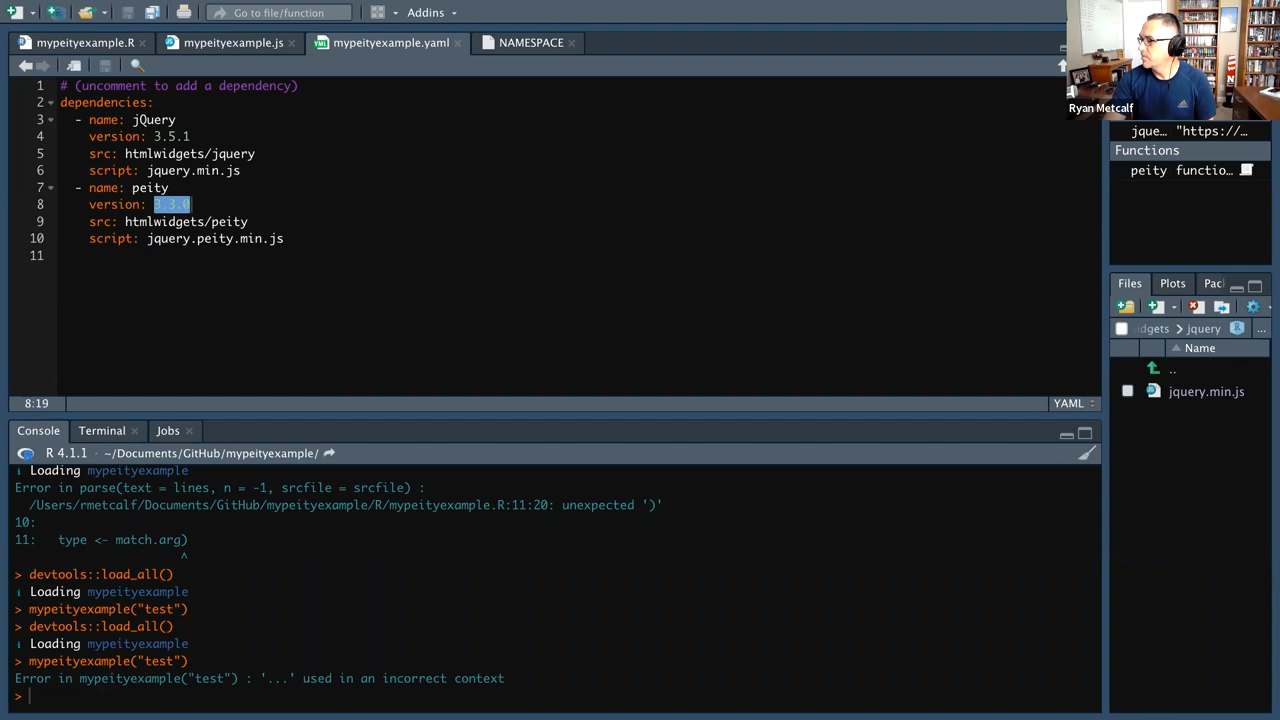 Go to file/function
Addins
mypeityexample.R
mypeityexample.js
mypeityexample.yaml
NAMESPACE
1 # (uncomment to add a dependency)
2 dependencies:
3 - name: jQuery
4 version: 3.5.1
5 src: htmlwidgets/jquery
6 script: jquery.min.js
7 - name: peity
8 version: 3.3.0
9 src: htmlwidgets/peity
10 script: jquery.peity.min.js
11
8:19
YAML
Ryan Metcalf
jque… "https://…
Functions
peity functio…
Files Plots Pac
idgets > jquery ...
Name
..
jquery.min.js
Console Terminal Jobs
R 4.1.1 · ~/Documents/GitHub/mypeityexample/
i Loading mypeityexample
Error in parse(text = lines, n = -1, srcfile = srcfile) :
/Users/rmetcalf/Documents/GitHub/mypeityexample/R/mypeityexample.R:11:20: unexpected ')'
10:
11: type <- match.arg)
^
> devtools::load_all()
i Loading mypeityexample
> mypeityexample("test")
> devtools::load_all()
i Loading mypeityexample
> mypeityexample("test")
Error in mypeityexample("test") : '...' used in an incorrect context
>